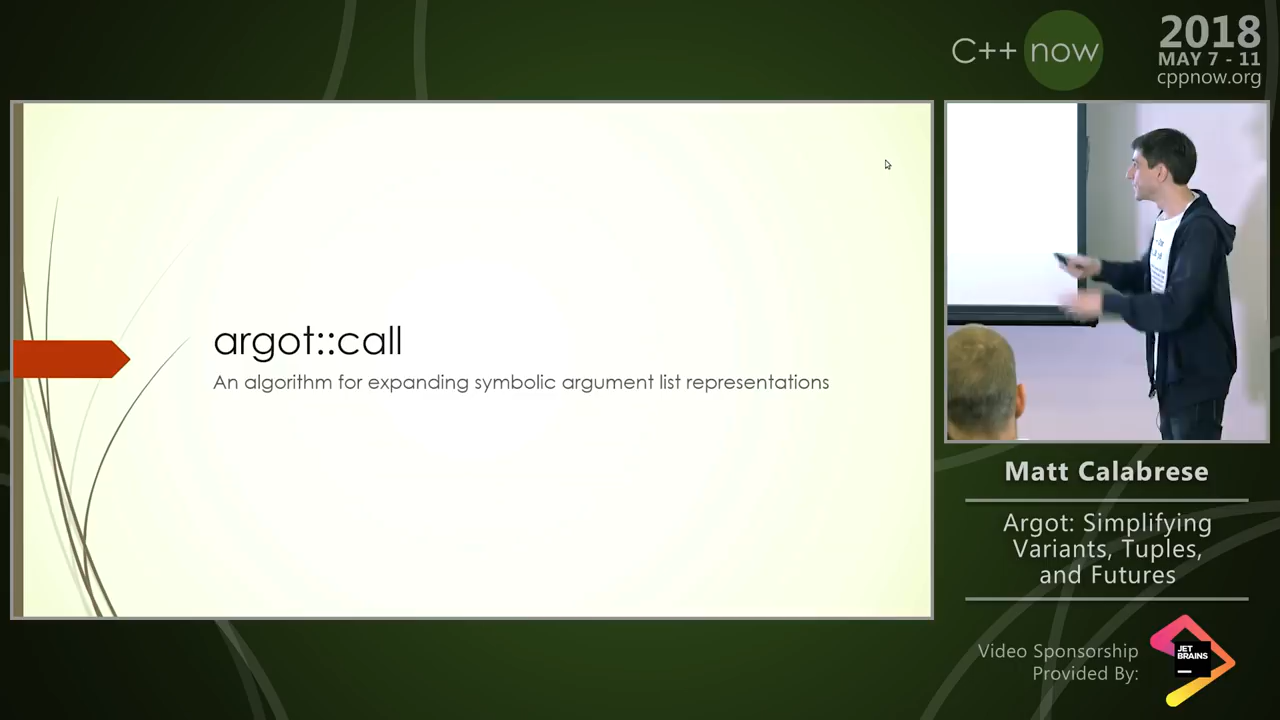 C++ now
2018
MAY 7 - 11
cppnow.org
argot::call
An algorithm for expanding symbolic argument list representations
Matt Calabrese
Argot: Simplifying
Variants, Tuples,
and Futures
Video Sponsorship
Provided By:
JET
BRAINS